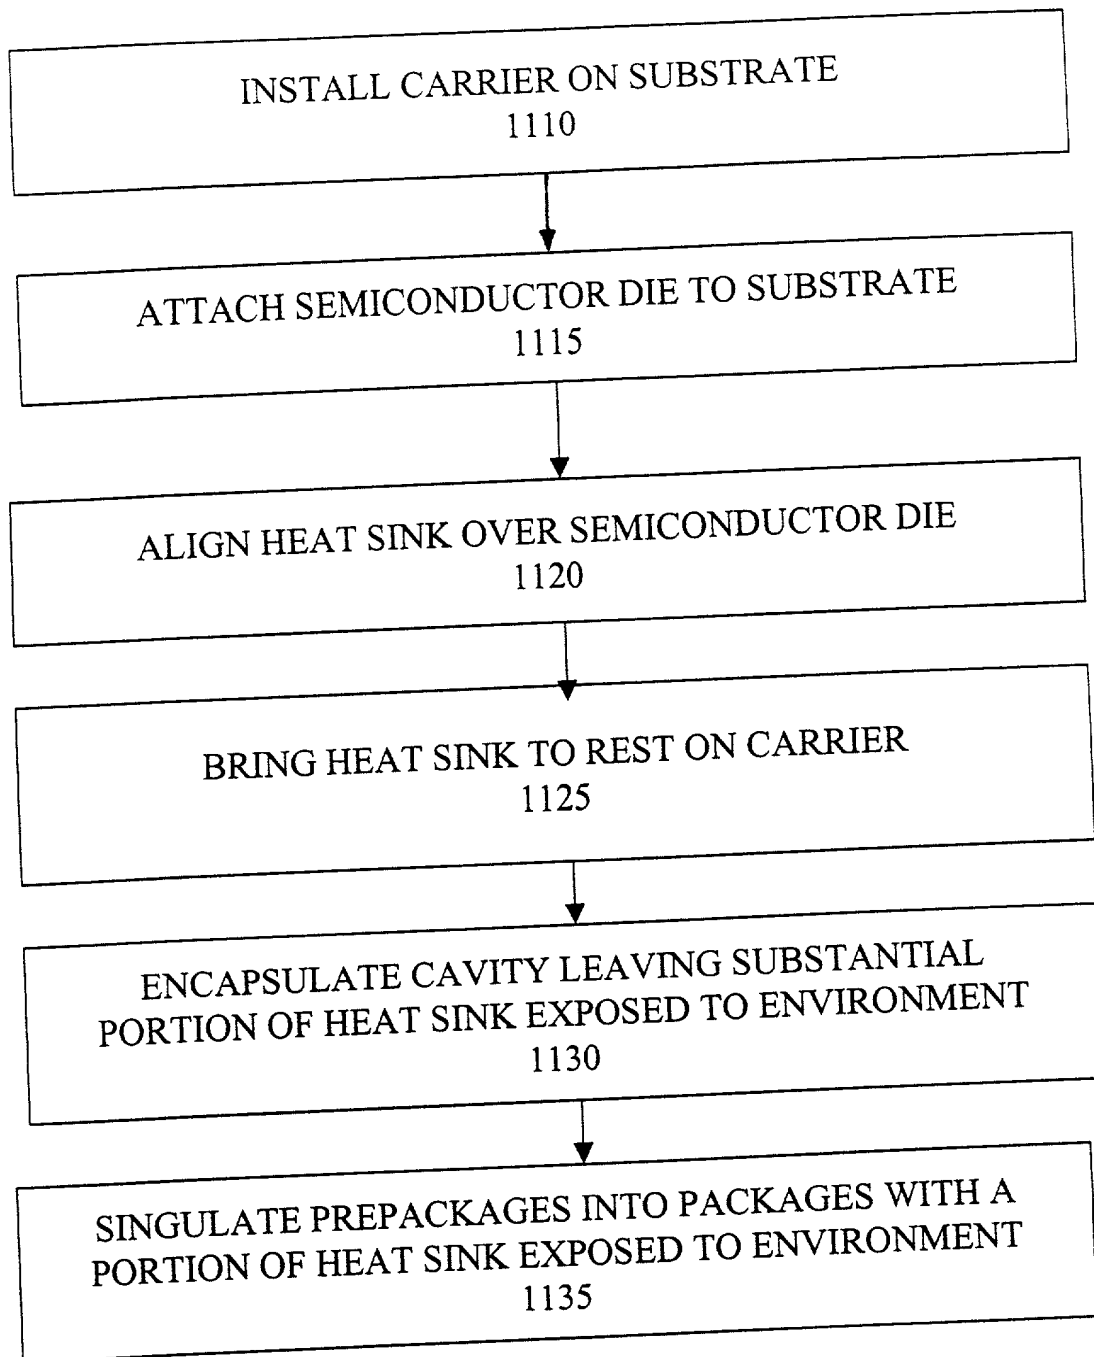 INSTALL CARRIER ON SUBSTRATE
1110
ATTACH SEMICONDUCTOR DIE TO SUBSTRATE
1115
ALIGN HEAT SINK OVER SEMICONDUCTOR DIE
1120
BRING HEAT SINK TO REST ON CARRIER
1125
ENCAPSULATE CAVITY LEAVING SUBSTANTIAL
PORTION OF HEAT SINK EXPOSED TO ENVIRONMENT
1130
SINGULATE PREPACKAGES INTO PACKAGES WITH A
PORTION OF HEAT SINK EXPOSED TO ENVIRONMENT
1135